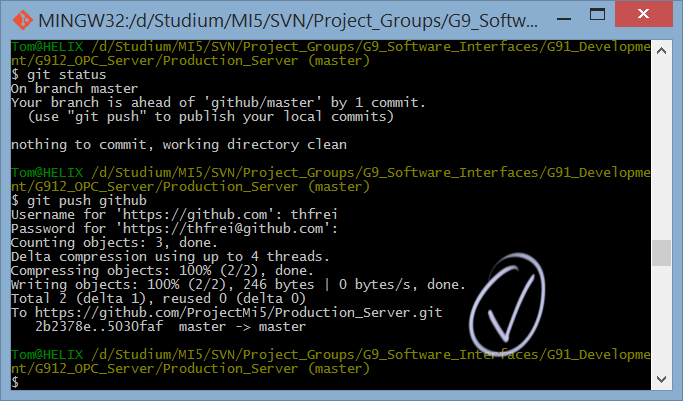 MINGW32:/d/Studium/MI5/SVN/Project_Groups/G9_Softw...
Tom@HELIX /d/Studium/MI5/SVN/Project_Groups/G9_Software_Interfaces/G91_Developme
nt/G912_OPC_Server/Production_Server (master)
$ git status
On branch master
Your branch is ahead of 'github/master' by 1 commit.
  (use "git push" to publish your local commits)
nothing to commit, working directory clean
Tom@HELIX /d/Studium/MI5/SVN/Project_Groups/G9_Software_Interfaces/G91_Developme
nt/G912_OPC_Server/Production_Server (master)
$ git push github
Username for 'https://github.com': thfrei
Password for 'https://thfrei@github.com':
Counting objects: 3, done.
Delta compression using up to 4 threads.
Compressing objects: 100% (2/2), done.
Writing objects: 100% (2/2), 246 bytes | 0 bytes/s, done.
Total 2 (delta 1), reused 0 (delta 0)
To https://github.com/ProjectMi5/Production_Server.git
   2b2378e..5030faf  master -> master
Tom@HELIX /d/Studium/MI5/SVN/Project_Groups/G9_Software_Interfaces/G91_Developme
nt/G912_OPC_Server/Production_Server (master)
$